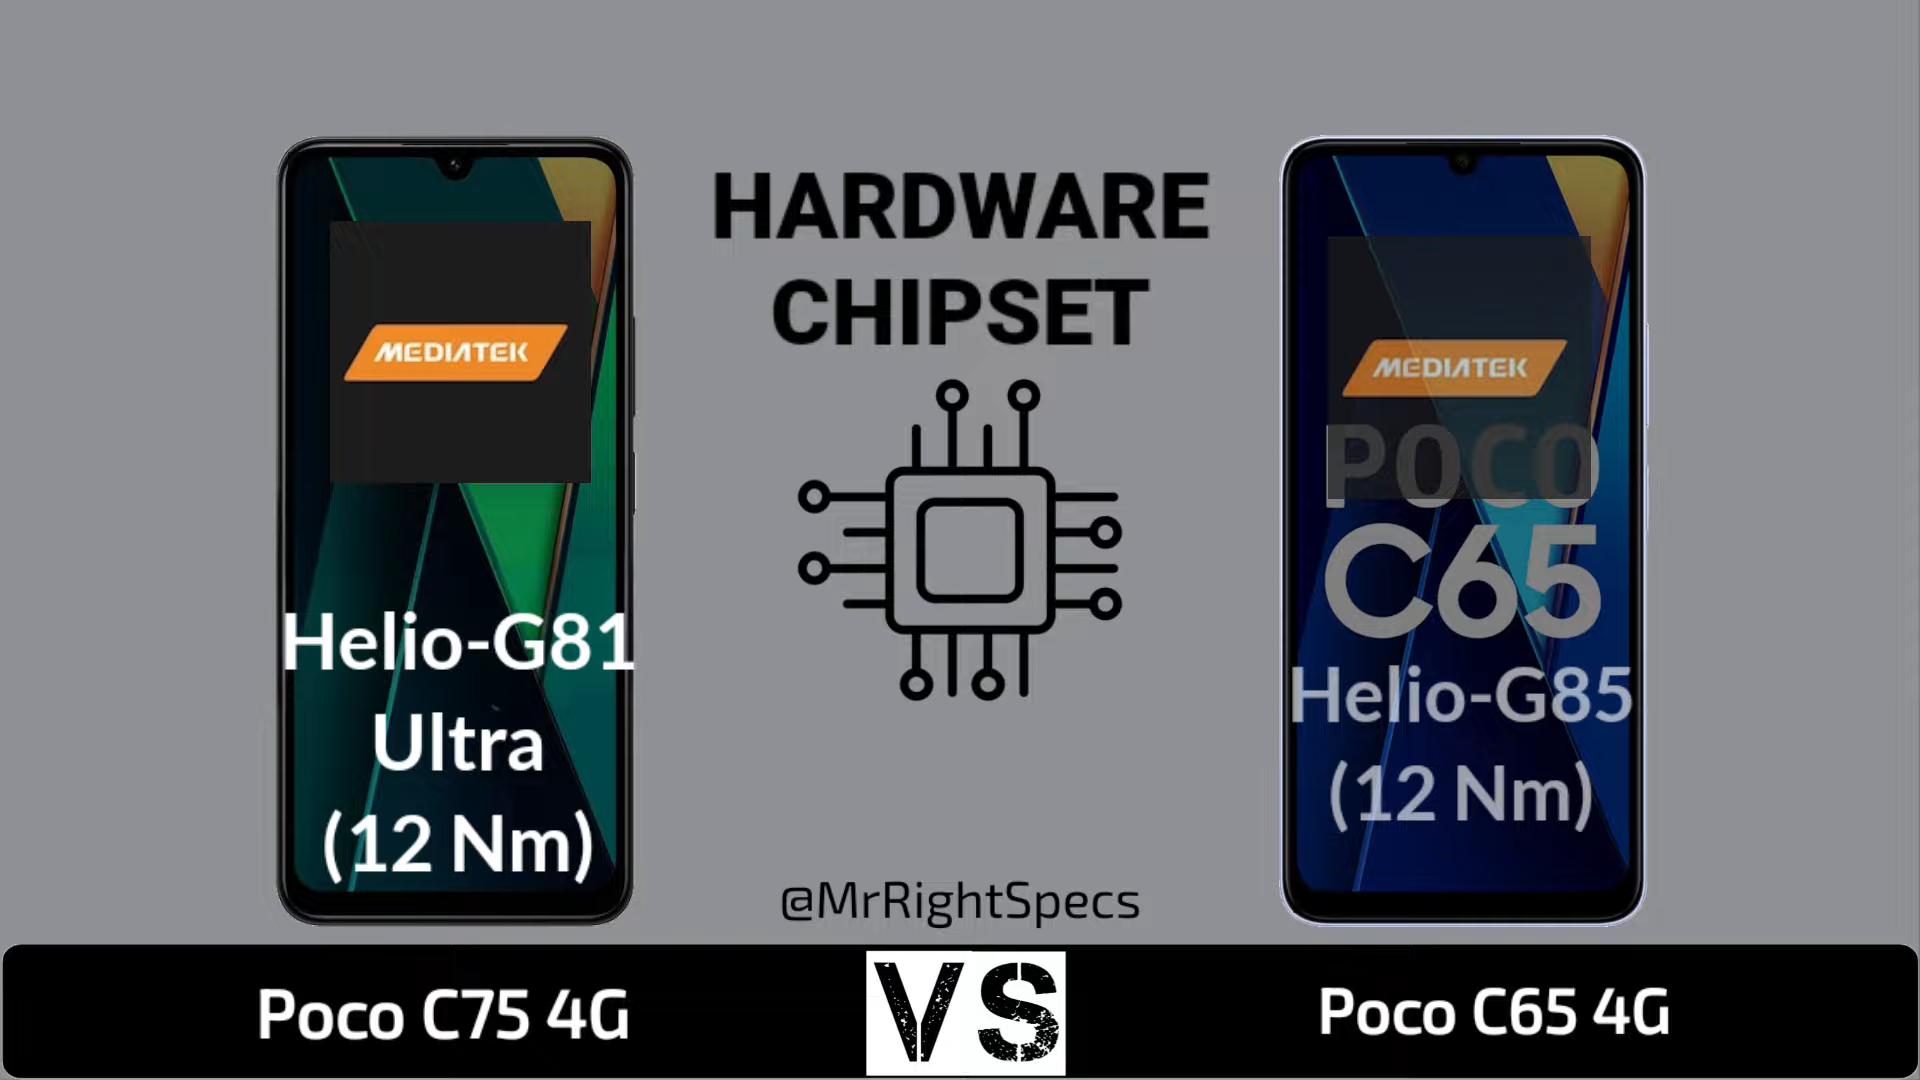 HARDWARE
CHIPSET
MEDIATEK
Helio-G81
Ultra
(12 Nm)
MEDIATEK
POCO
C65
Helio-G85
(12 Nm)
@MrRightSpecs
Poco C75 4G
VS
Poco C65 4G